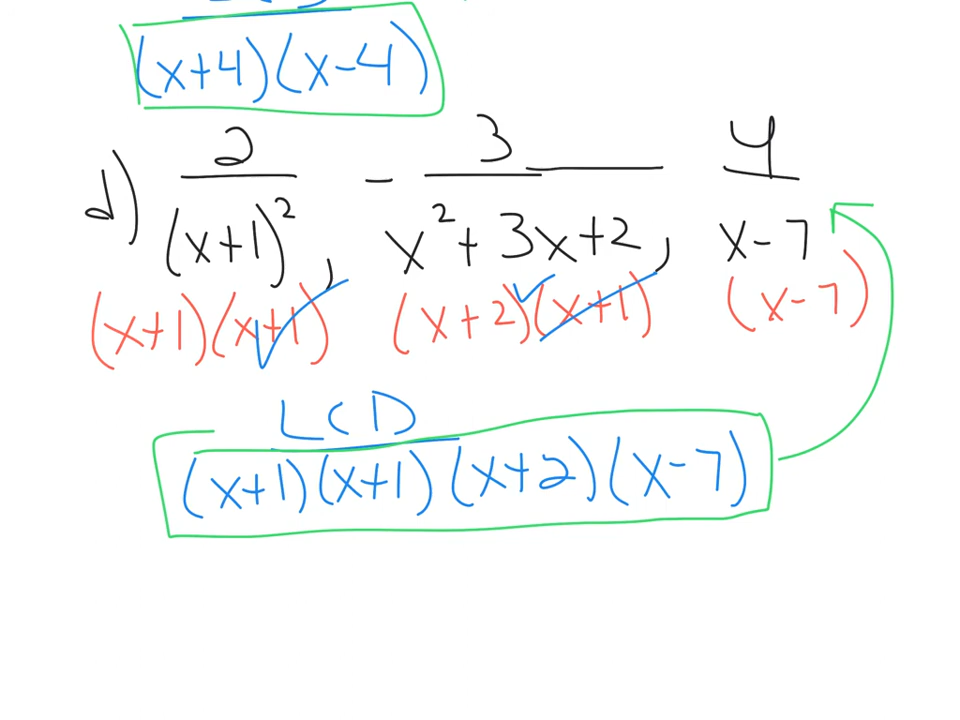 (x+4)(x-4)
d) 2/(x+1)², -3/(x²+3x+2), 4/(x-7)
(x+1)(x+1) (x+2)(x+1) (x-7)
LCD
(x+1)(x+1)(x+2)(x-7)